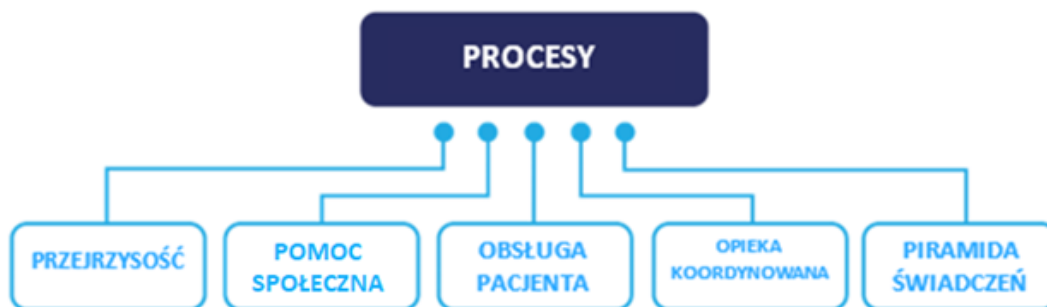 PROCESY
PRZEJRZYSOŚĆ
POMOC
SPOŁECZNA
OBSŁUGA
PACJENTA
OPIEKA
KOORDYNOWANA
PIRAMIDA
ŚWIADCZEŃ